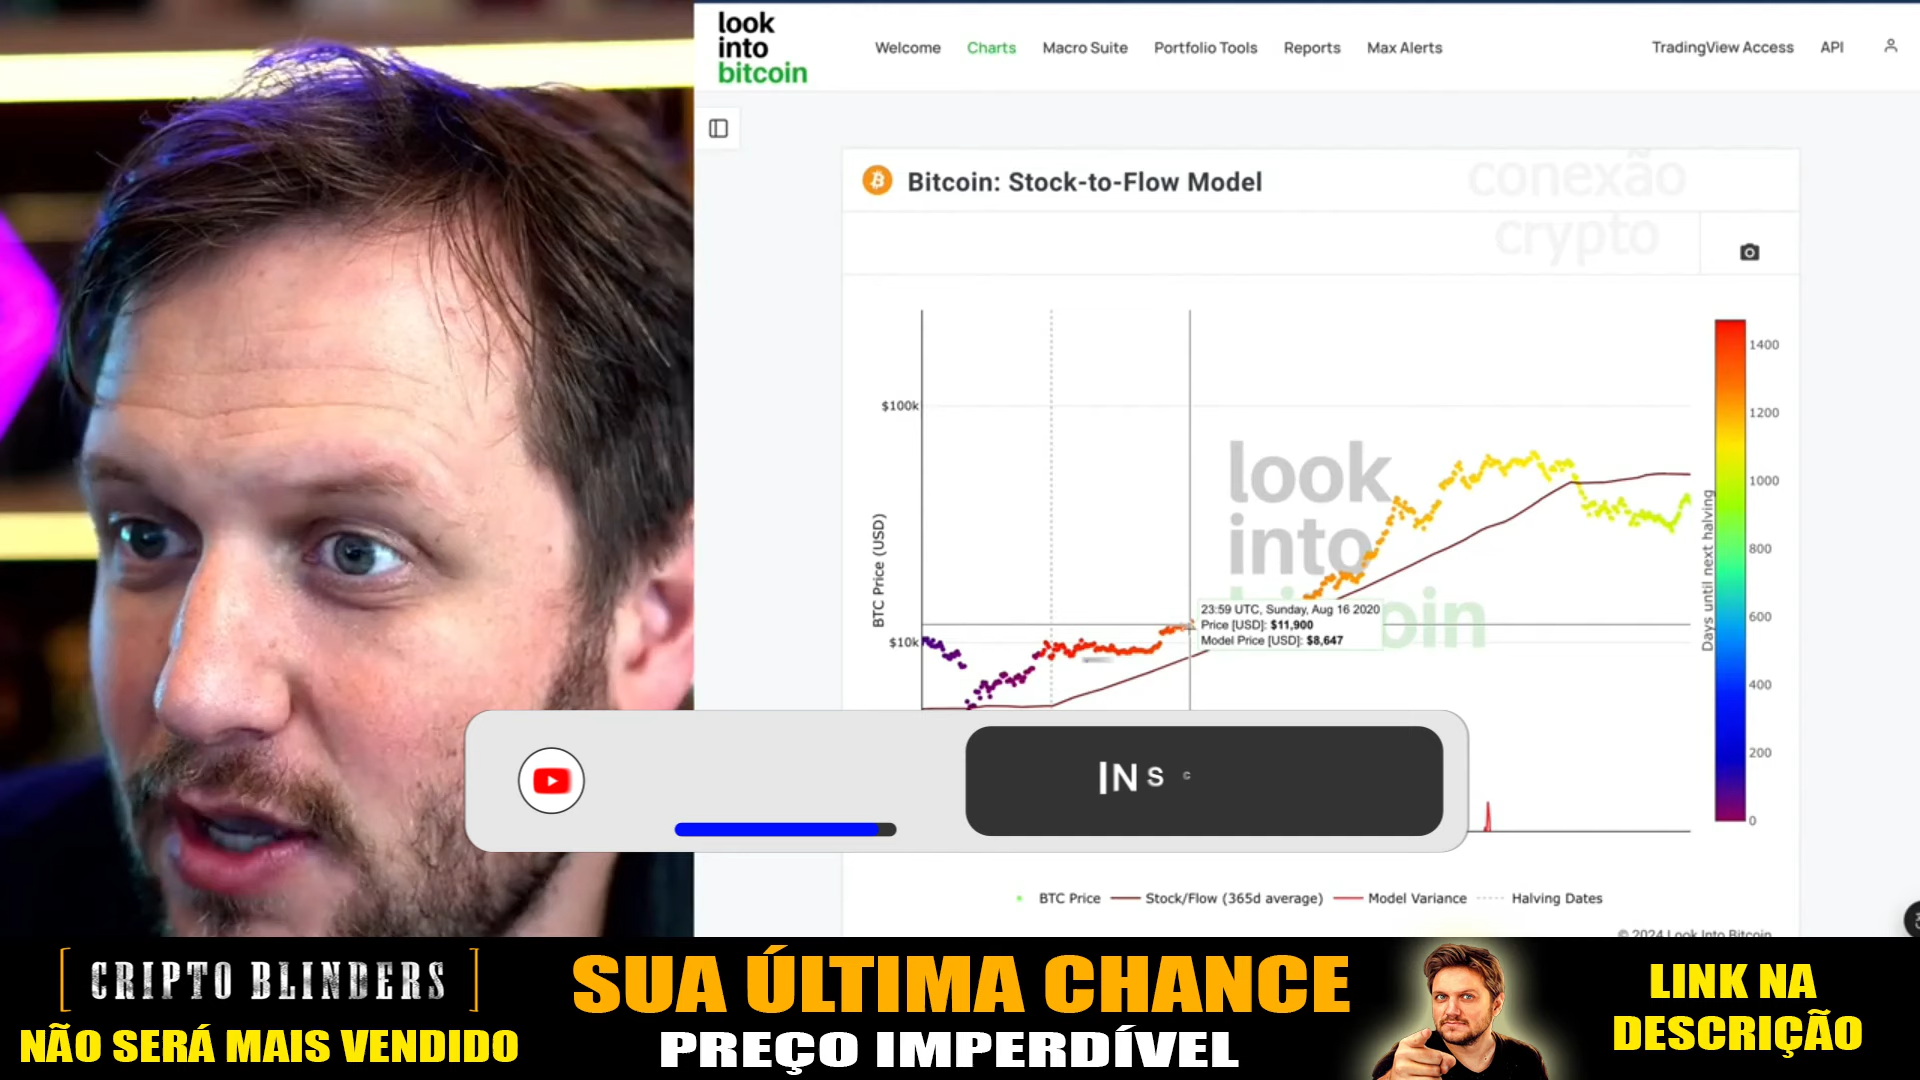 look
into
bitcoin
Welcome Charts Macro Suite Portfolio Tools Reports Max Alerts TradingView Access API
Bitcoin: Stock-to-Flow Model
conexão
crypto
$100k
$10k
BTC Price (USD)
look
into
coin
23:59 UTC, Sunday, Aug 16 2020
Price [USD]: $11,900
Model Price [USD]: $8,647
1400
1200
1000
800
600
400
200
0
Days until next halving
INSC
BTC Price Stock/Flow (365d average) Model Variance Halving Dates
© 2024 Look Into Bitcoin
[CRIPTO BLINDERS]
NÃO SERÁ MAIS VENDIDO
SUA ÚLTIMA CHANCE
PREÇO IMPERDÍVEL
LINK NA
DESCRIÇÃO